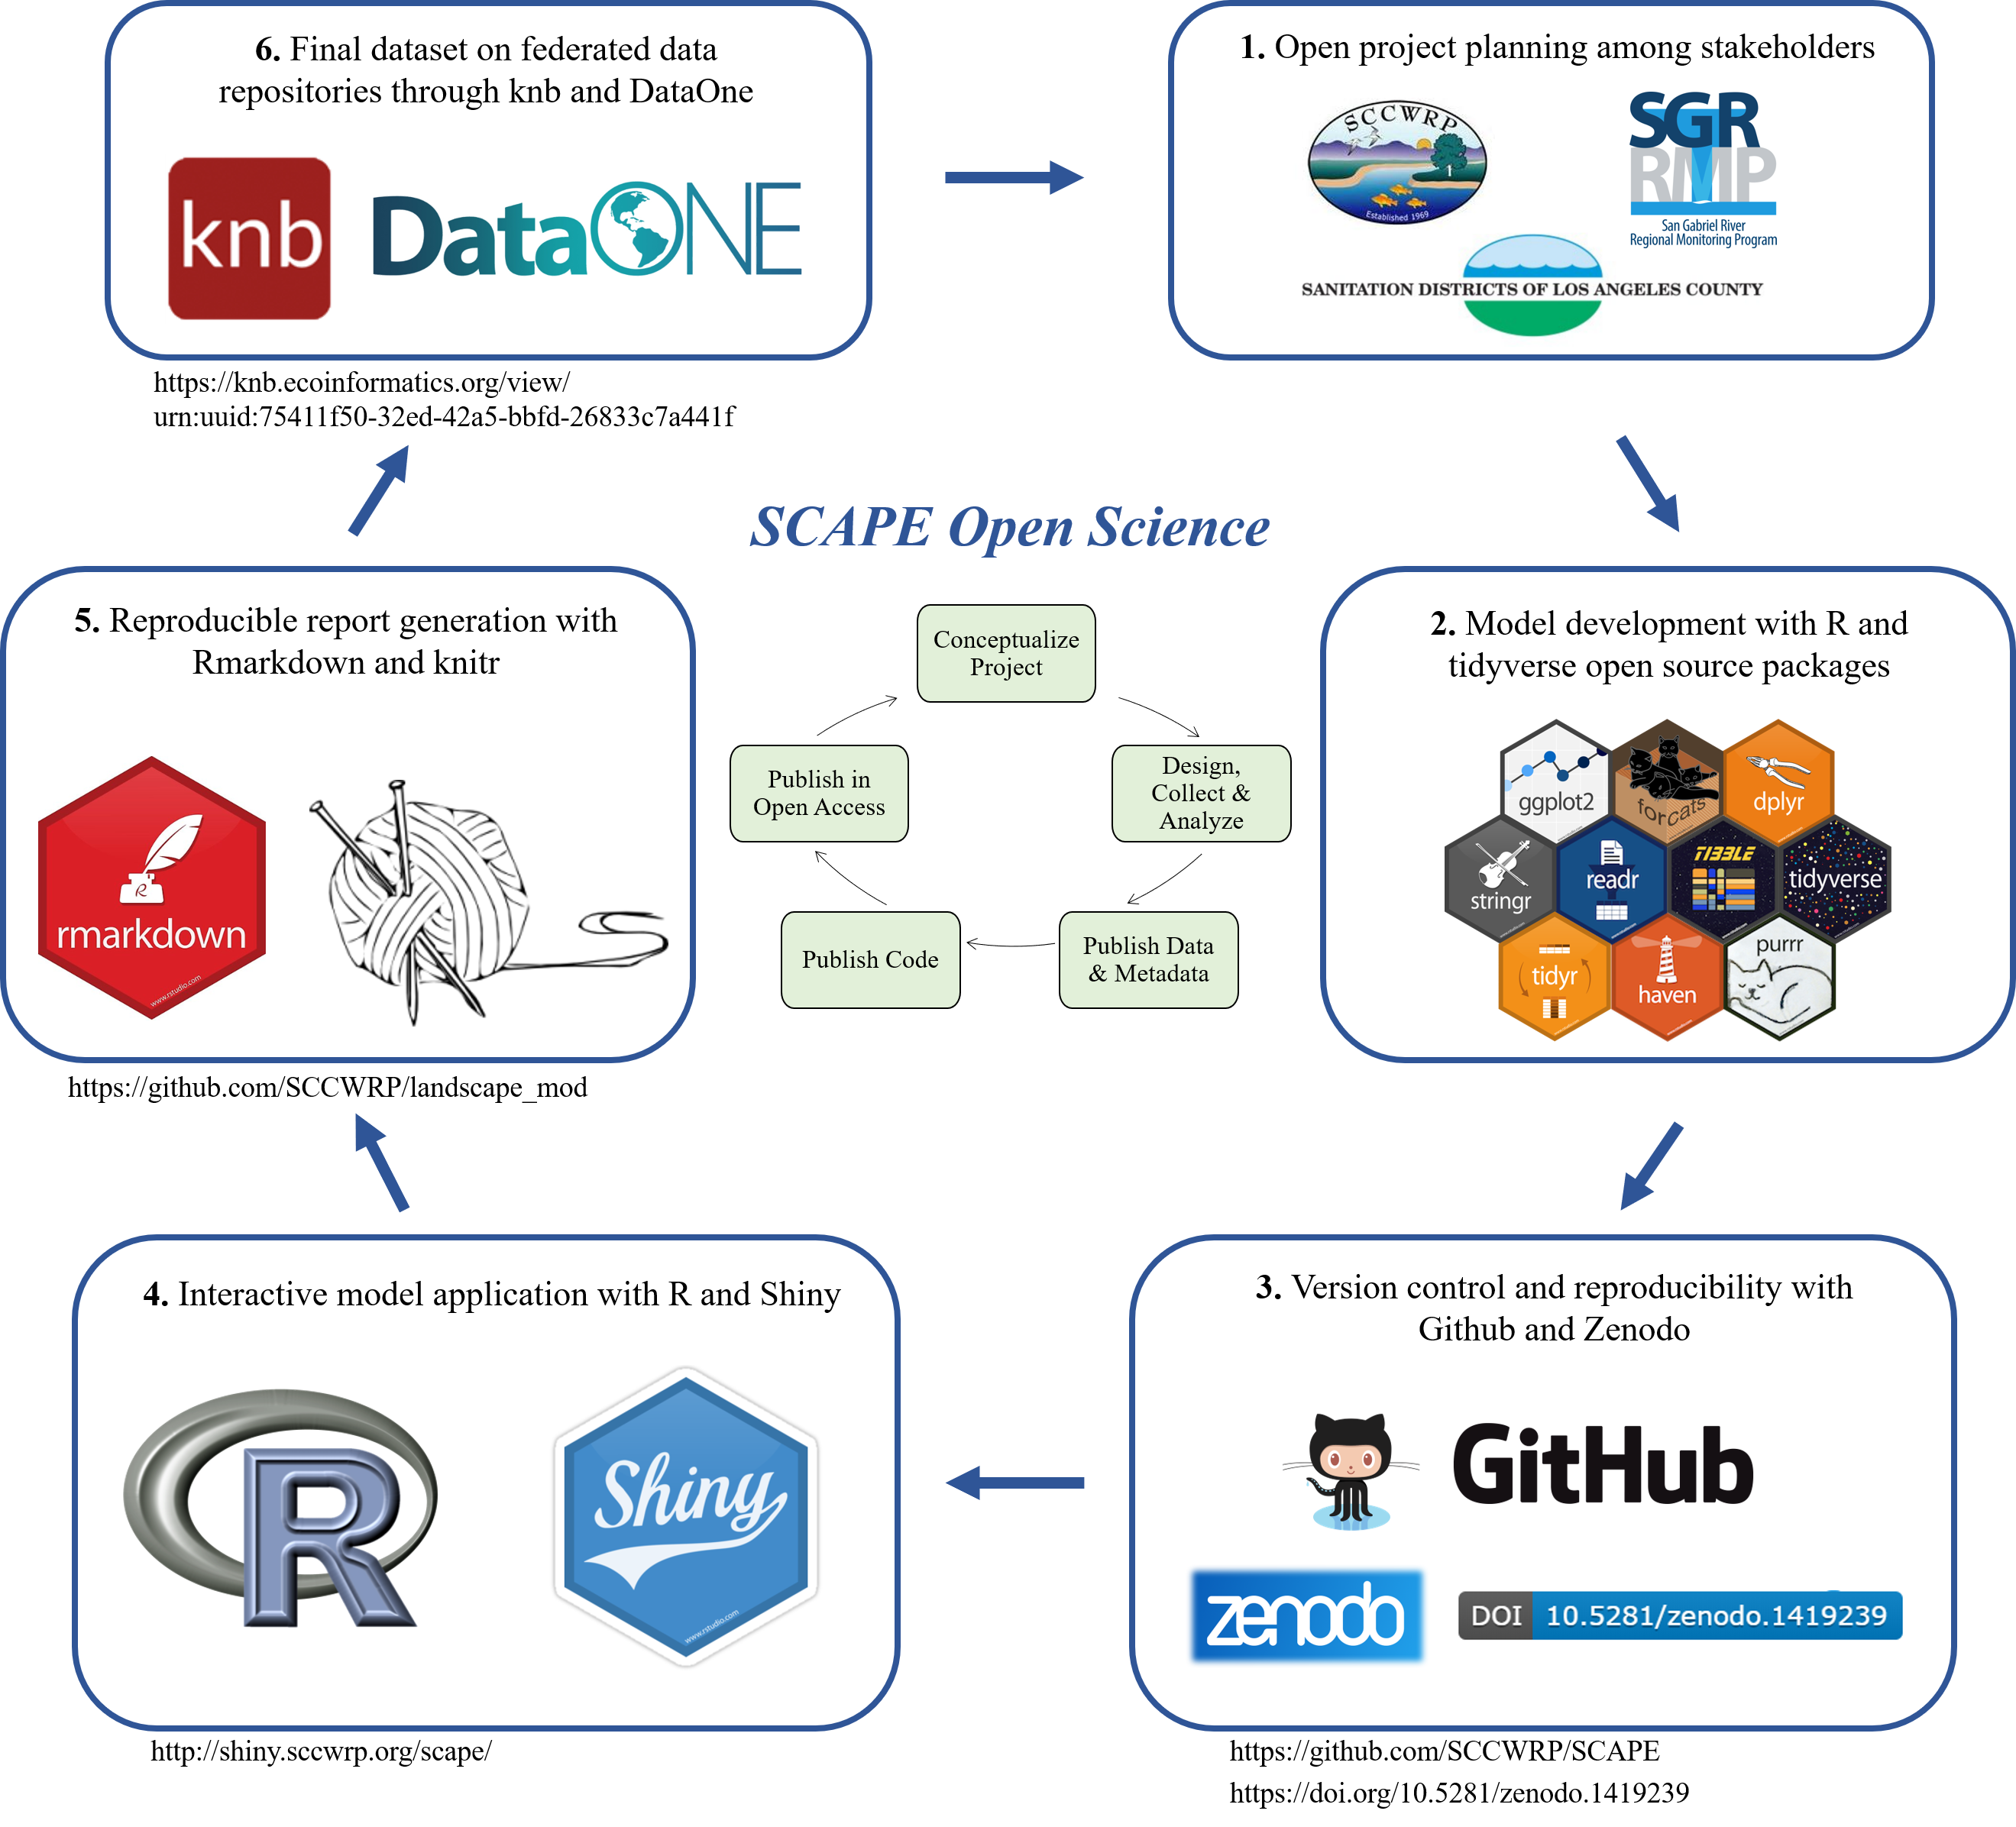 6. Final dataset on federated data
repositories through knb and DataOne
knb
DataONE
https://knb.ecoinformatics.org/view/
urn:uuid:75411f50-32ed-42a5-bbfd-26833c7a441f
1. Open project planning among stakeholders
SCCWRP
Established 1969
SGR
RMP
San Gabriel River
Regional Monitoring Program
SANITATION DISTRICTS OF LOS ANGELES COUNTY
SCAPE Open Science
Conceptualize
Project
Design,
Collect &
Analyze
Publish Data
& Metadata
Publish Code
Publish in
Open Access
2. Model development with R and
tidyverse open source packages
ggplot2
forcats
dplyr
stringr
readr
TIBBLE
tidyverse
tidyr
haven
purrr
3. Version control and reproducibility with
Github and Zenodo
GitHub
zenodo
DOI 10.5281/zenodo.1419239
https://github.com/SCCWRP/SCAPE
https://doi.org/10.5281/zenodo.1419239
4. Interactive model application with R and Shiny
R
Shiny
www.rstudio.com
http://shiny.sccwrp.org/scape/
5. Reproducible report generation with
Rmarkdown and knitr
R
rmarkdown
www.rstudio.com
https://github.com/SCCWRP/landscape_mod